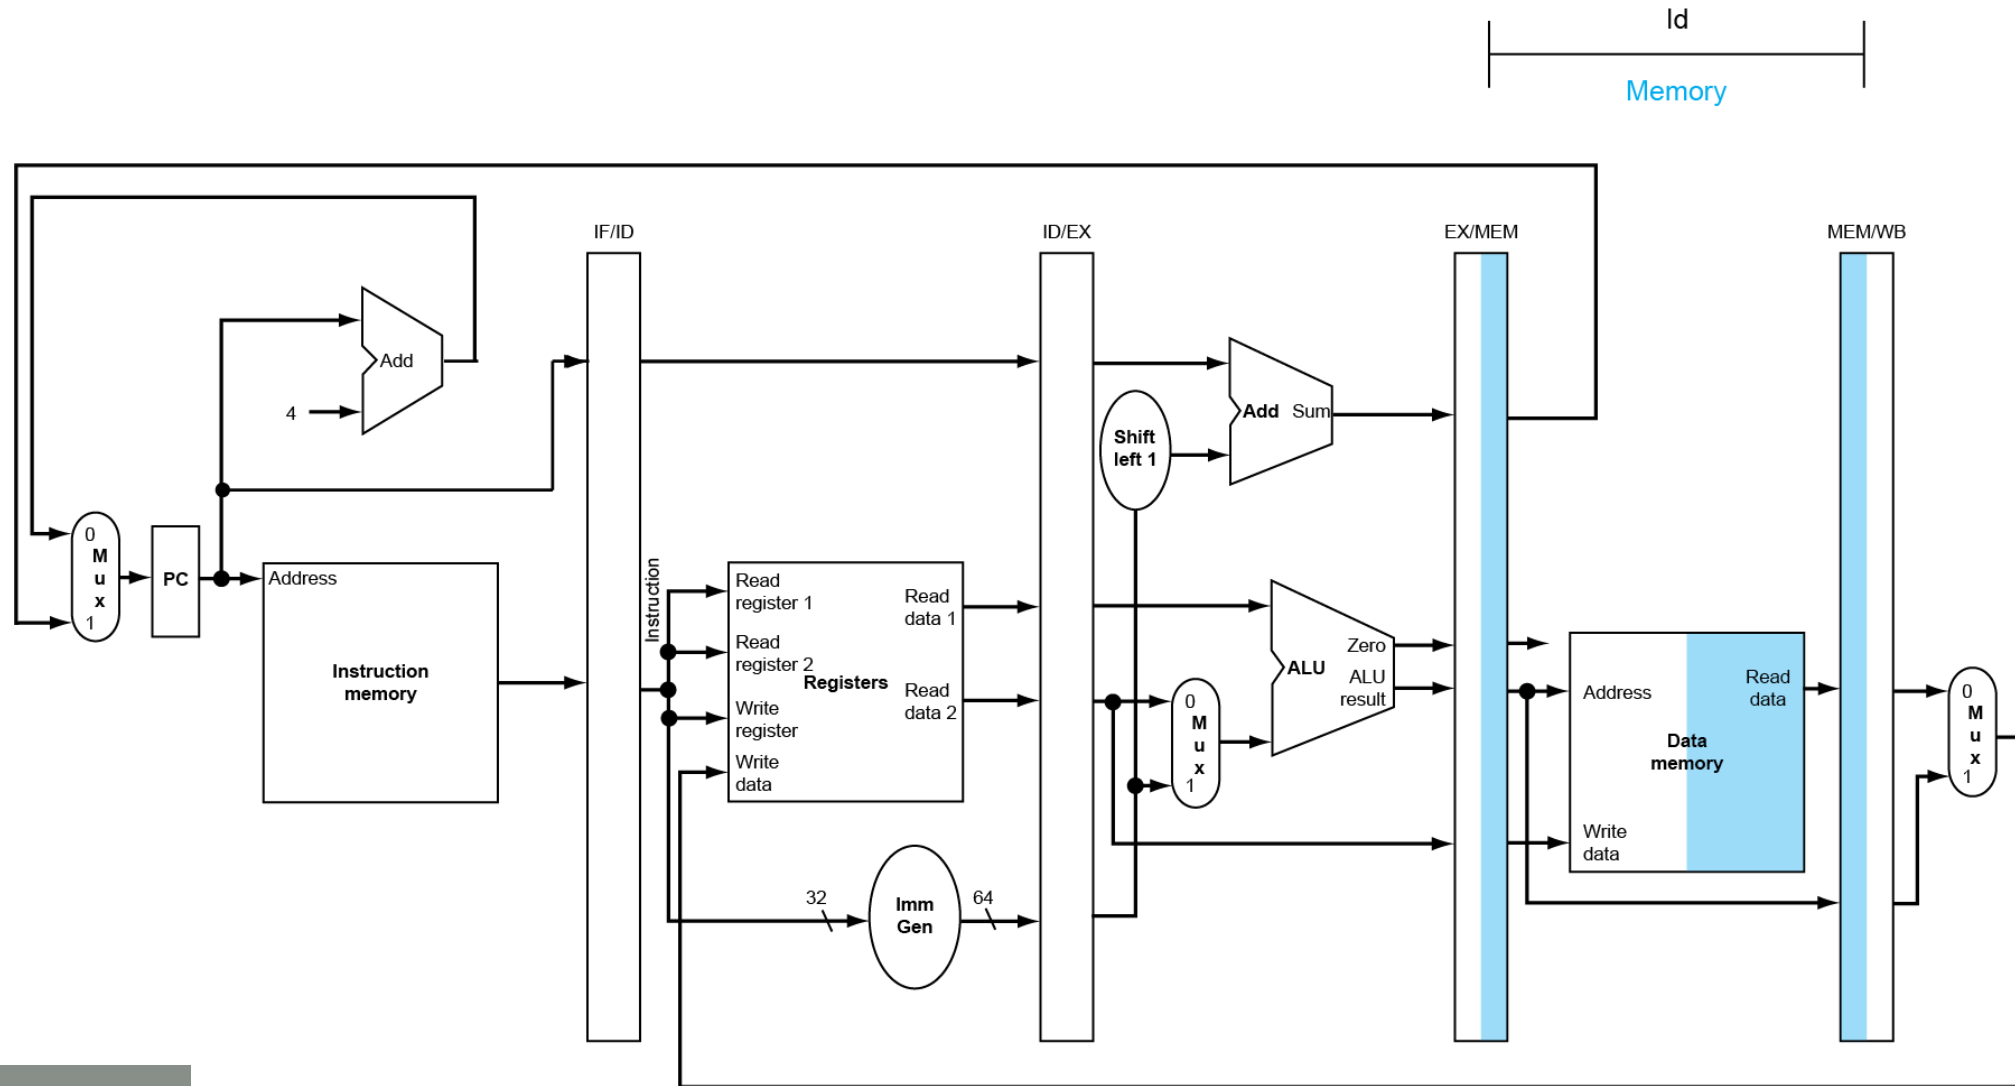 ld
Memory
IF/ID
ID/EX
EX/MEM
MEM/WB
Add
4
Add Sum
Shift
left 1
0
M
u
x
1
PC
Address
Instruction
memory
Instruction
Read
register 1
Read
register 2
Write
register
Write
data
Registers
Read
data 1
Read
data 2
0
M
u
x
1
Zero
ALU
ALU
result
Address
Read
data
Data
memory
Write
data
0
M
u
x
1
32
Imm
Gen
64